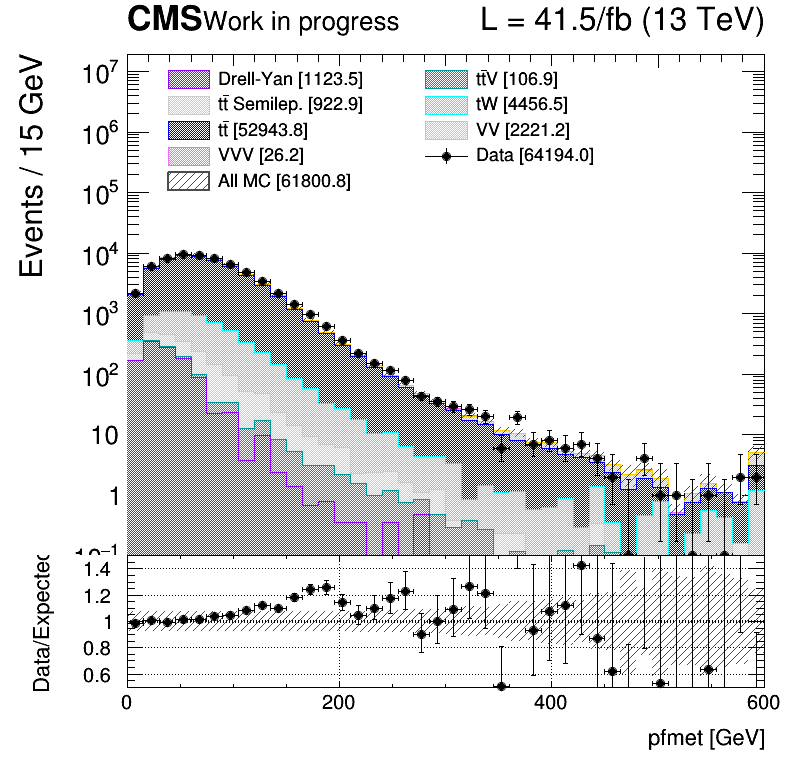 CMS Work in progress L = 41.5/fb (13 TeV)
Events / 15 GeV
10⁷
10⁶
10⁵
10⁴
10³
10²
10
1
10⁻¹
Drell-Yan [1123.5]
tt̄ Semilep. [922.9]
tt̄ [52943.8]
VVV [26.2]
All MC [61800.8]
tt̄V [106.9]
tW [4456.5]
VV [2221.2]
Data [64194.0]
Data/Expected
1.4
1.2
1
0.8
0.6
0 200 400 600
pfmet [GeV]